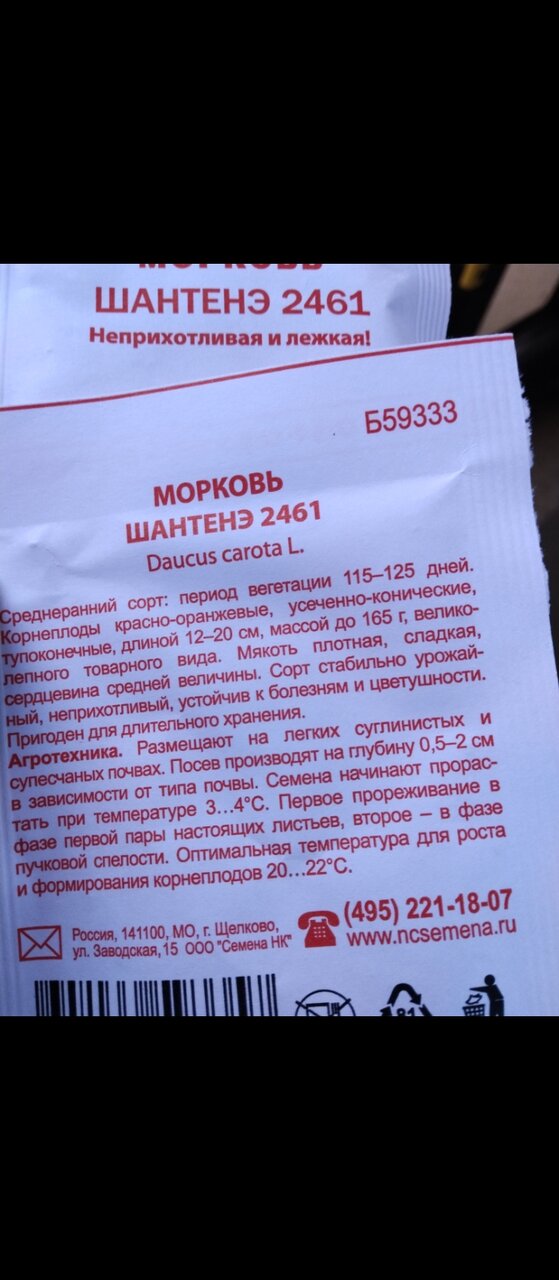 МОРКОВЬ
ШАНТЕНЭ 2461
Неприхотливая и лежкая!
Б59333
МОРКОВЬ
ШАНТЕНЭ 2461
Daucus carota L.
Среднеранний сорт: период вегетации 115–125 дней.
Корнеплоды красно-оранжевые, усеченно-конические,
тупоконечные, длиной 12–20 см, массой до 165 г, велико-
лепного товарного вида. Мякоть плотная, сладкая,
сердцевина средней величины. Сорт стабильно урожай-
ный, неприхотливый, устойчив к болезням и цветушности.
Пригоден для длительного хранения.
Агротехника. Размещают на легких суглинистых и
супесчаных почвах. Посев производят на глубину 0,5–2 см
в зависимости от типа почвы. Семена начинают прорас-
тать при температуре 3...4°С. Первое прореживание в
фазе первой пары настоящих листьев, второе – в фазе
пучковой спелости. Оптимальная температура для роста
и формирования корнеплодов 20...22°С.
Россия, 141100, МО, г. Щелково,
ул. Заводская,15 ООО "Семена НК"
(495) 221-18-07
www.ncsemena.ru
81